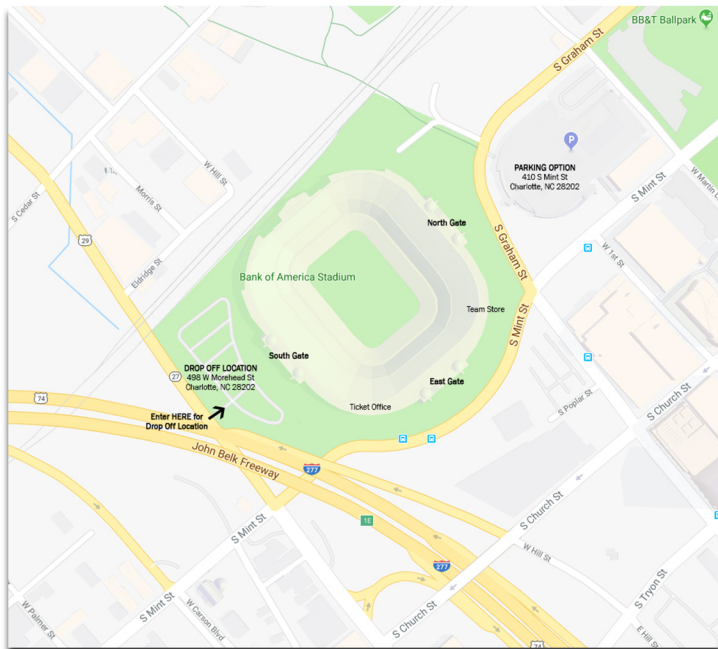 BB&T Ballpark
S Graham St
P
PARKING OPTION
410 S Mint St
Charlotte, NC 28202
W Hill St
S Mint St
Morris St
S Cedar St
North Gate
29
S Graham St
W 1st St
Eldridge St
Bank of America Stadium
Team Store
S Mint St
South Gate
DROP OFF LOCATION
498 W Morehead St
Charlotte, NC 28202
27
East Gate
74
Ticket Office
S Poplar St
S Church St
Enter HERE for
Drop Off Location
John Belk Freeway
277
1E
S Church St
S Mint St
W Hill St
277
S Tryon St
S Mint St
W Carson Blvd
W Palmer St
S Church St
E Hill St
74